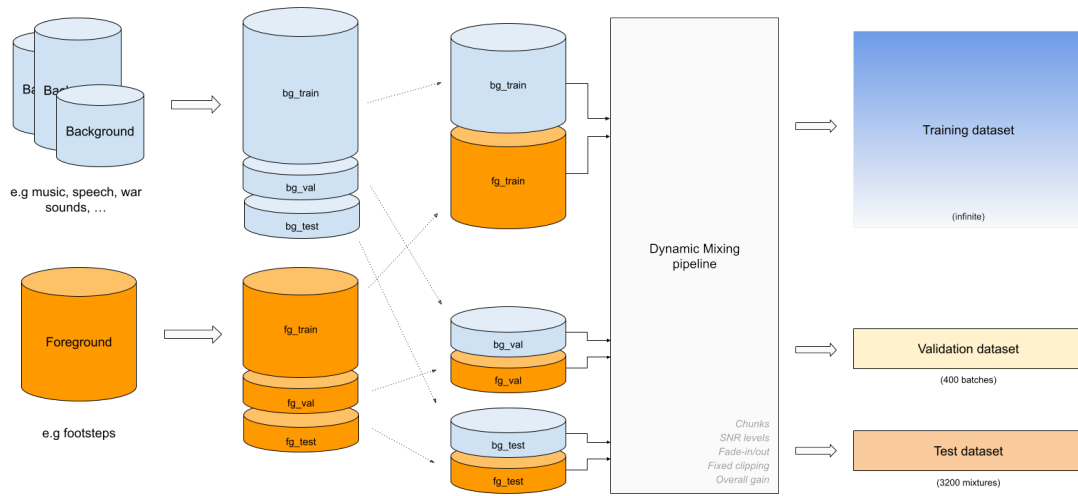 Ba
Bac
Background
e.g music, speech, war
sounds, …
bg_train
bg_val
bg_test
Foreground
e.g footsteps
fg_train
fg_val
fg_test
bg_train
fg_train
bg_val
fg_val
bg_test
fg_test
Dynamic Mixing
pipeline
Chunks
SNR levels
Fade-in/out
Fixed clipping
Overall gain
Training dataset
(infinite)
Validation dataset
(400 batches)
Test dataset
(3200 mixtures)